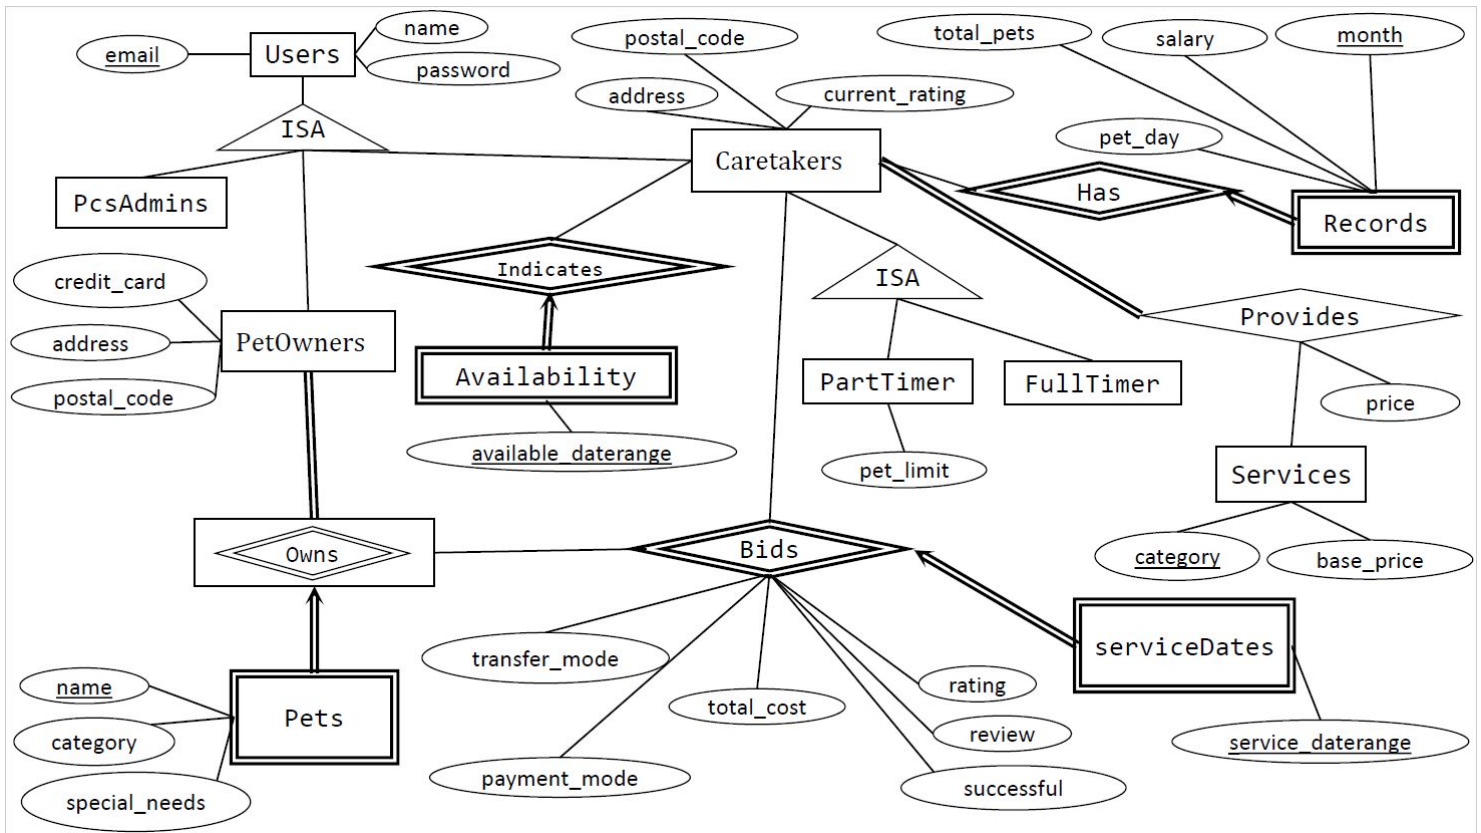 name
postal_code
total_pets
salary
month
email
Users
password
address
current_rating
ISA
pet_day
Caretakers
Has
PcsAdmins
Records
Indicates
credit_card
ISA
Provides
address
PetOwners
Availability
PartTimer
FullTimer
postal_code
price
available_daterange
pet_limit
Services
Owns
Bids
category
base_price
transfer_mode
serviceDates
name
rating
Pets
total_cost
category
review
service_daterange
payment_mode
successful
special_needs